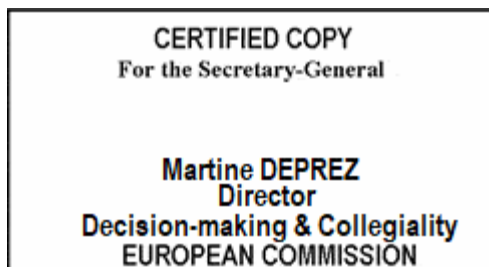 CERTIFIED COPY
For the Secretary-General
Martine DEPREZ
Director
Decision-making & Collegiality
EUROPEAN COMMISSION